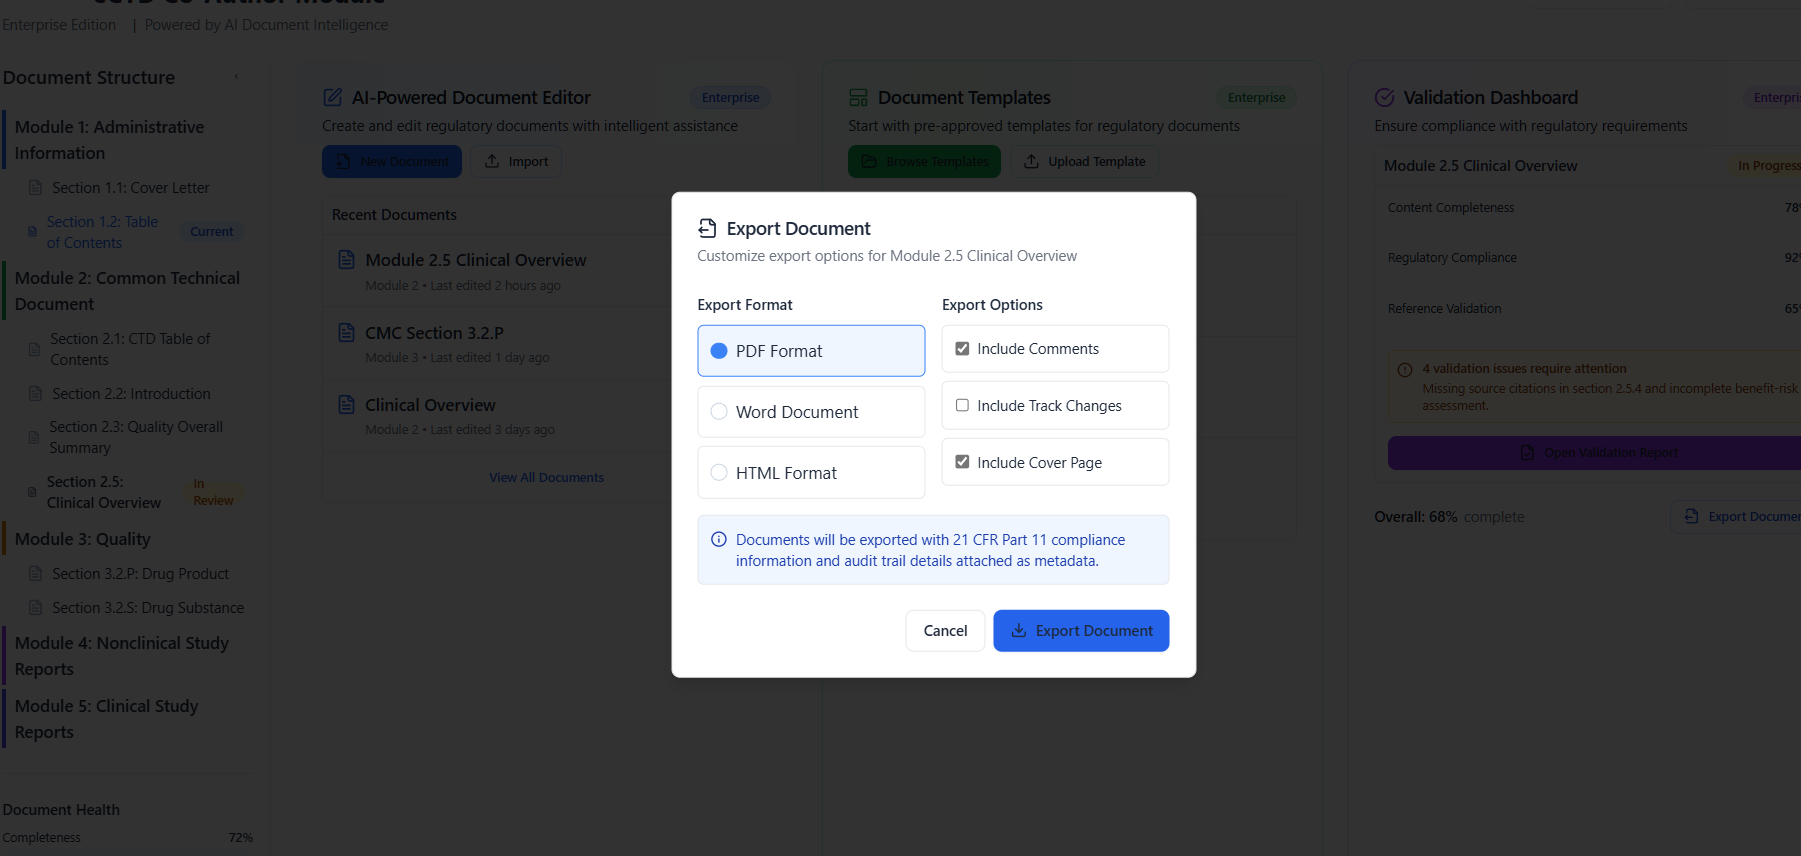 Enterprise Edition | Powered by AI Document Intelligence
Document Structure
Module 1: Administrative
Information
Section 1.1: Cover Letter
Section 1.2: Table
of Contents
Current
Module 2: Common Technical
Document
Section 2.1: CTD Table of
Contents
Section 2.2: Introduction
Section 2.3: Quality Overall
Summary
Section 2.5:
Clinical Overview
In
Review
Module 3: Quality
Section 3.2.P: Drug Product
Section 3.2.S: Drug Substance
Module 4: Nonclinical Study
Reports
Module 5: Clinical Study
Reports
Document Health
Completeness 72%
AI-Powered Document Editor
Enterprise
Create and edit regulatory documents with intelligent assistance
New Document
Import
Recent Documents
Module 2.5 Clinical Overview
Module 2 • Last edited 2 hours ago
CMC Section 3.2.P
Module 3 • Last edited 1 day ago
Clinical Overview
Module 2 • Last edited 3 days ago
View All Documents
Document Templates
Enterprise
Start with pre-approved templates for regulatory documents
Browse Templates
Upload Template
Validation Dashboard
Ensure compliance with regulatory requirements
Module 2.5 Clinical Overview
In Progress
Content Completeness 78%
Regulatory Compliance 92%
Reference Validation 65%
4 validation issues require attention
Missing source citations in section 2.5.4 and incomplete benefit-risk
assessment.
Open Validation Report
Overall: 68% complete
Export Documen
Export Document
Customize export options for Module 2.5 Clinical Overview
Export Format
PDF Format
Word Document
HTML Format
Export Options
Include Comments
Include Track Changes
Include Cover Page
Documents will be exported with 21 CFR Part 11 compliance
information and audit trail details attached as metadata.
Cancel
Export Document